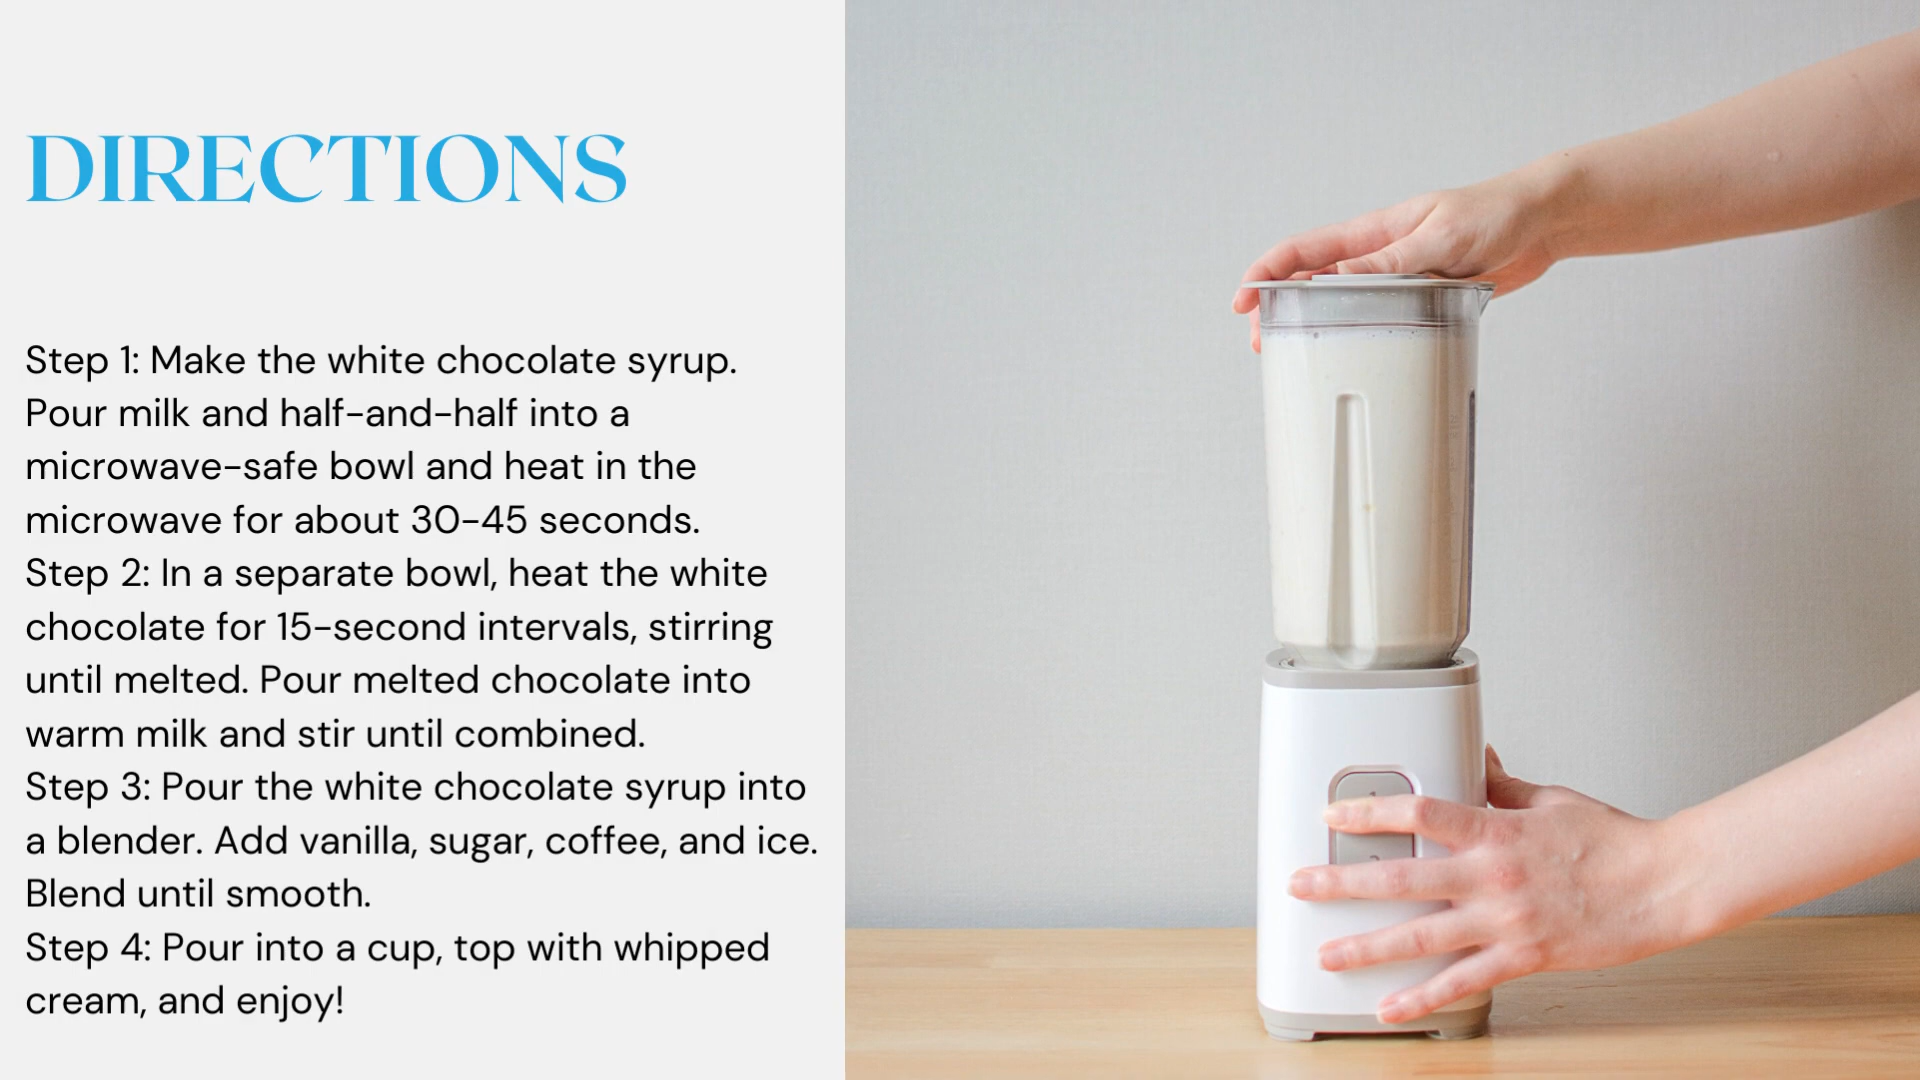 DIRECTIONS
Step 1: Make the white chocolate syrup.
Pour milk and half-and-half into a
microwave-safe bowl and heat in the
microwave for about 30-45 seconds.
Step 2: In a separate bowl, heat the white
chocolate for 15-second intervals, stirring
until melted. Pour melted chocolate into
warm milk and stir until combined.
Step 3: Pour the white chocolate syrup into
a blender. Add vanilla, sugar, coffee, and ice.
Blend until smooth.
Step 4: Pour into a cup, top with whipped
cream, and enjoy!